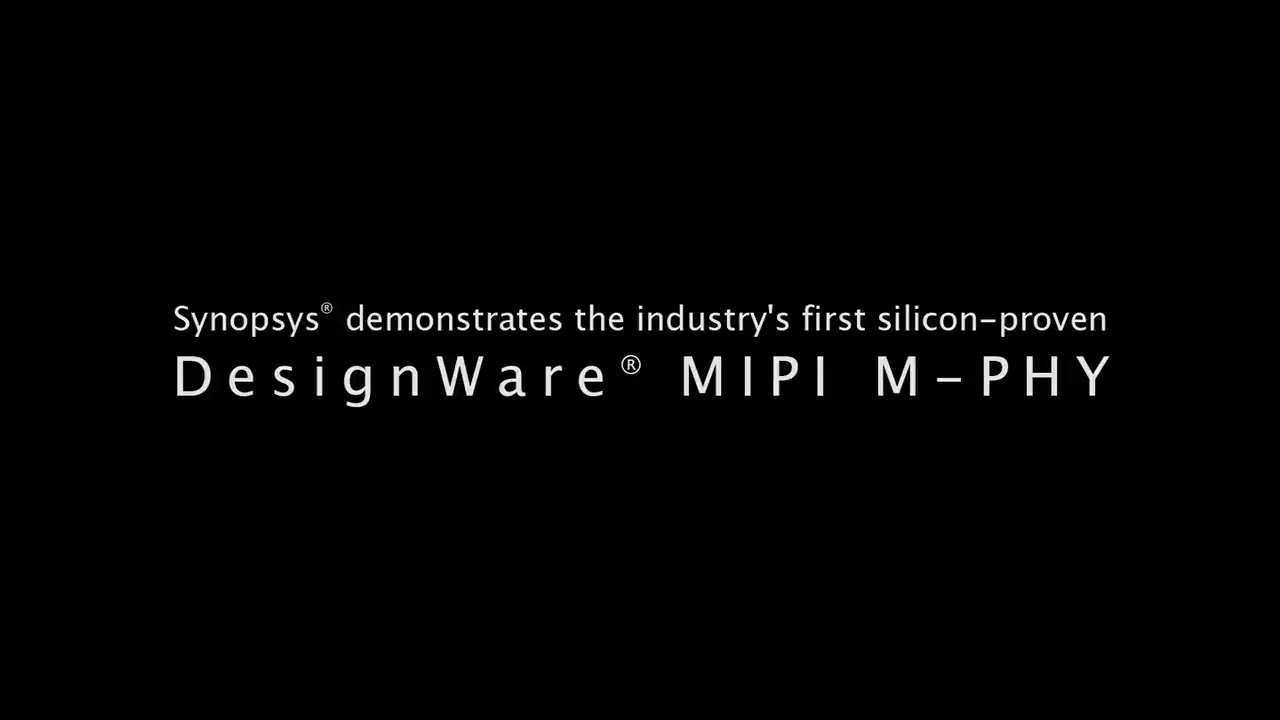 Synopsys® demonstrates the industry's first silicon-proven
DesignWare® MIPI M-PHY